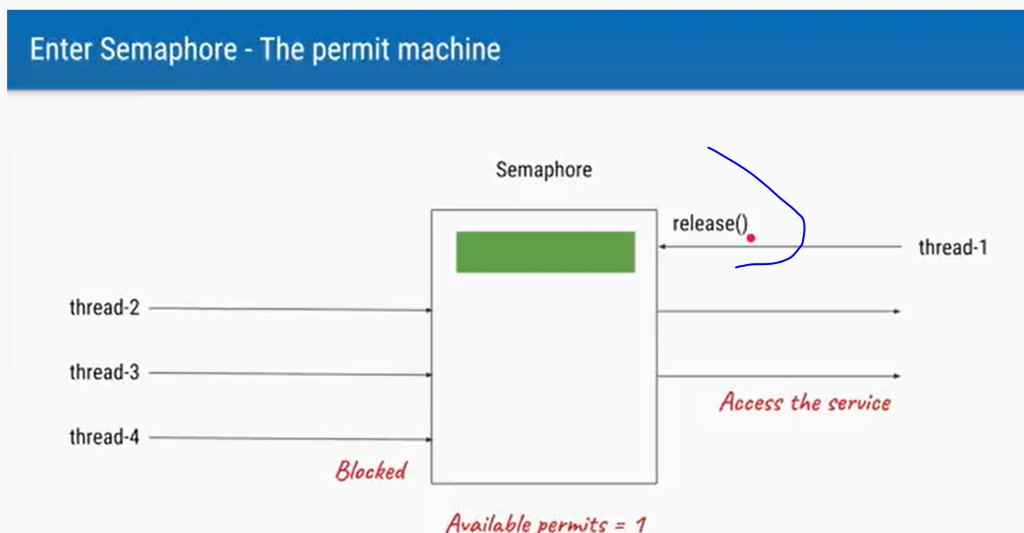 Enter Semaphore - The permit machine
Semaphore
release()
thread-1
thread-2
thread-3
Access the service
thread-4
Blocked
Available permits = 1